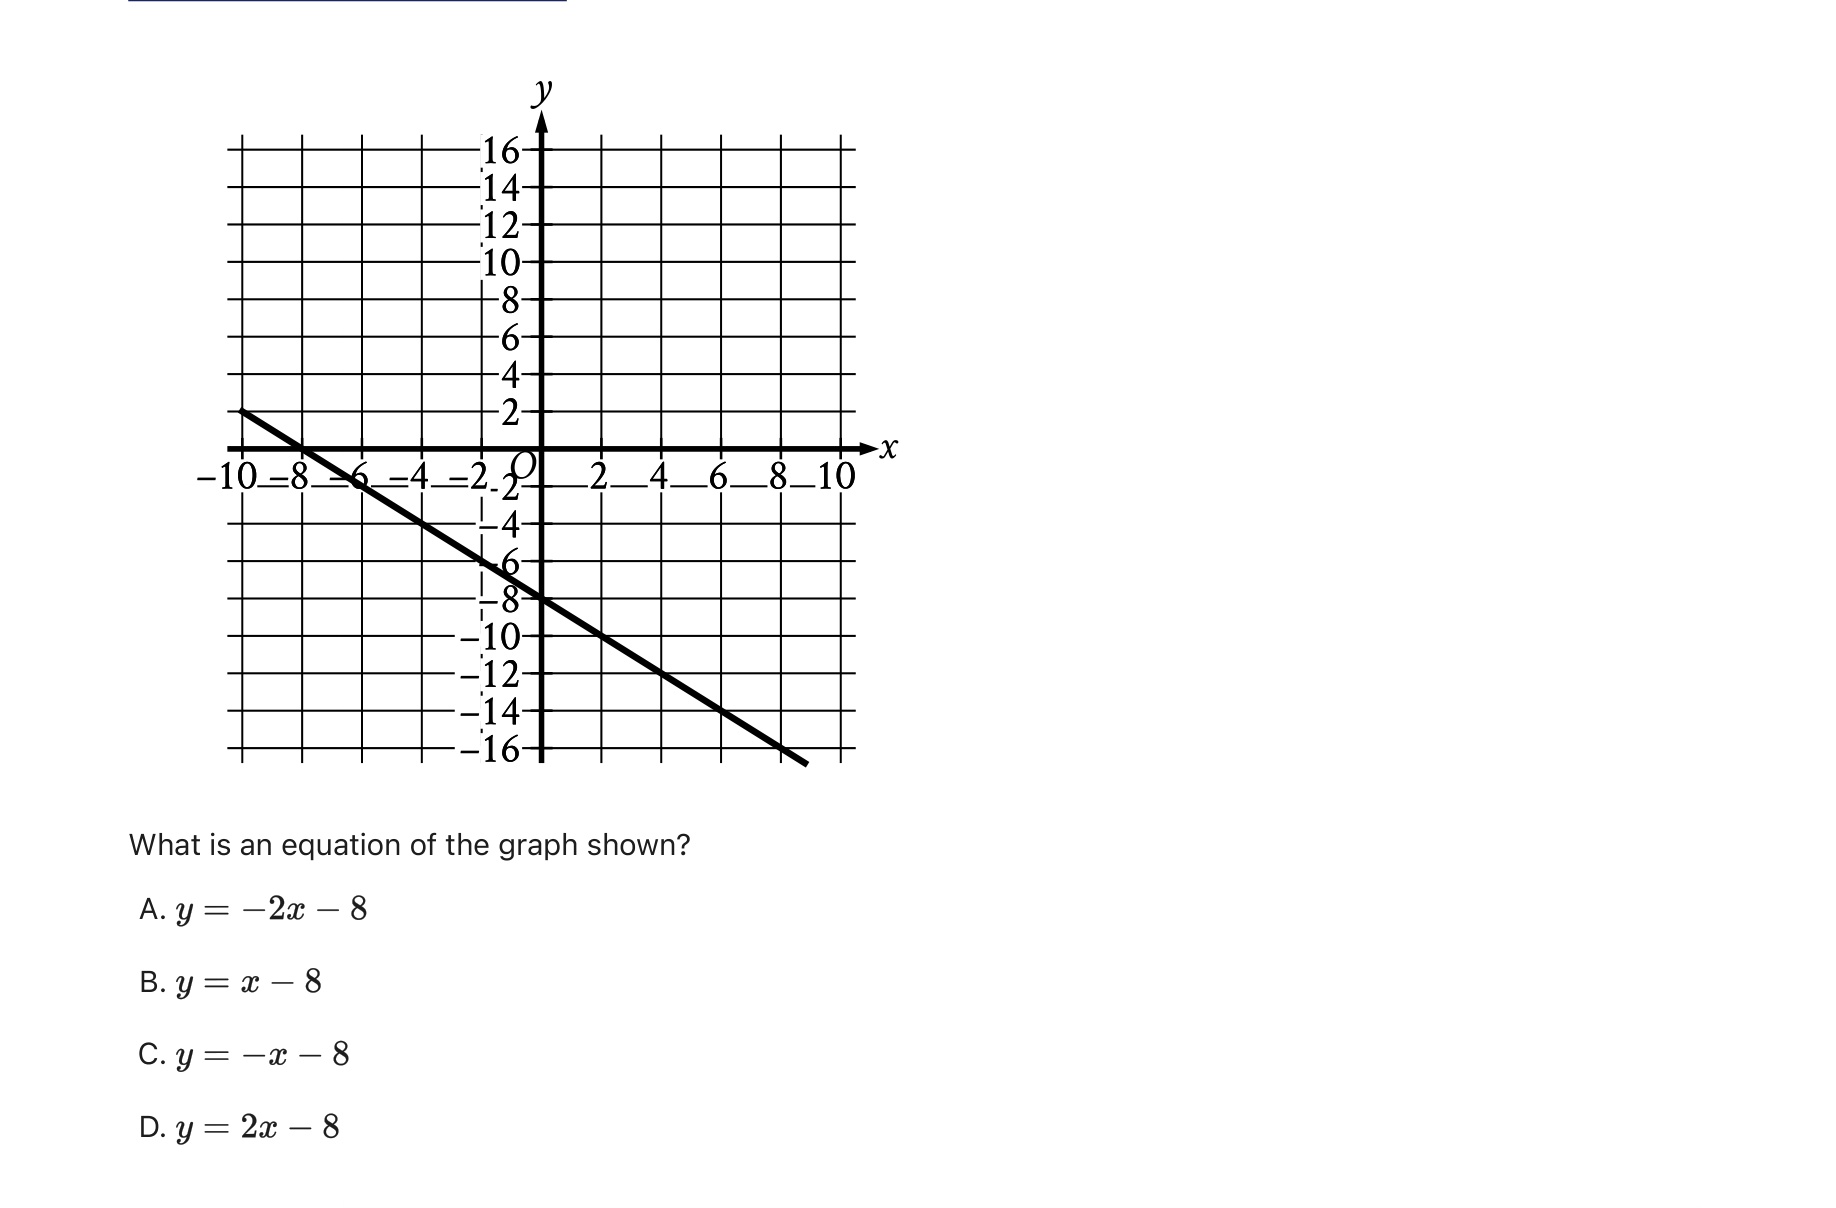 y
16
14
12
10
8
6
4
2
x
O
−10 −8 −6 −4 −2 2 4 6 8 10
-2
−4
-6
−8
−10
−12
−14
−16
What is an equation of the graph shown?
A. y = −2x − 8
B. y = x − 8
C. y = −x − 8
D. y = 2x − 8